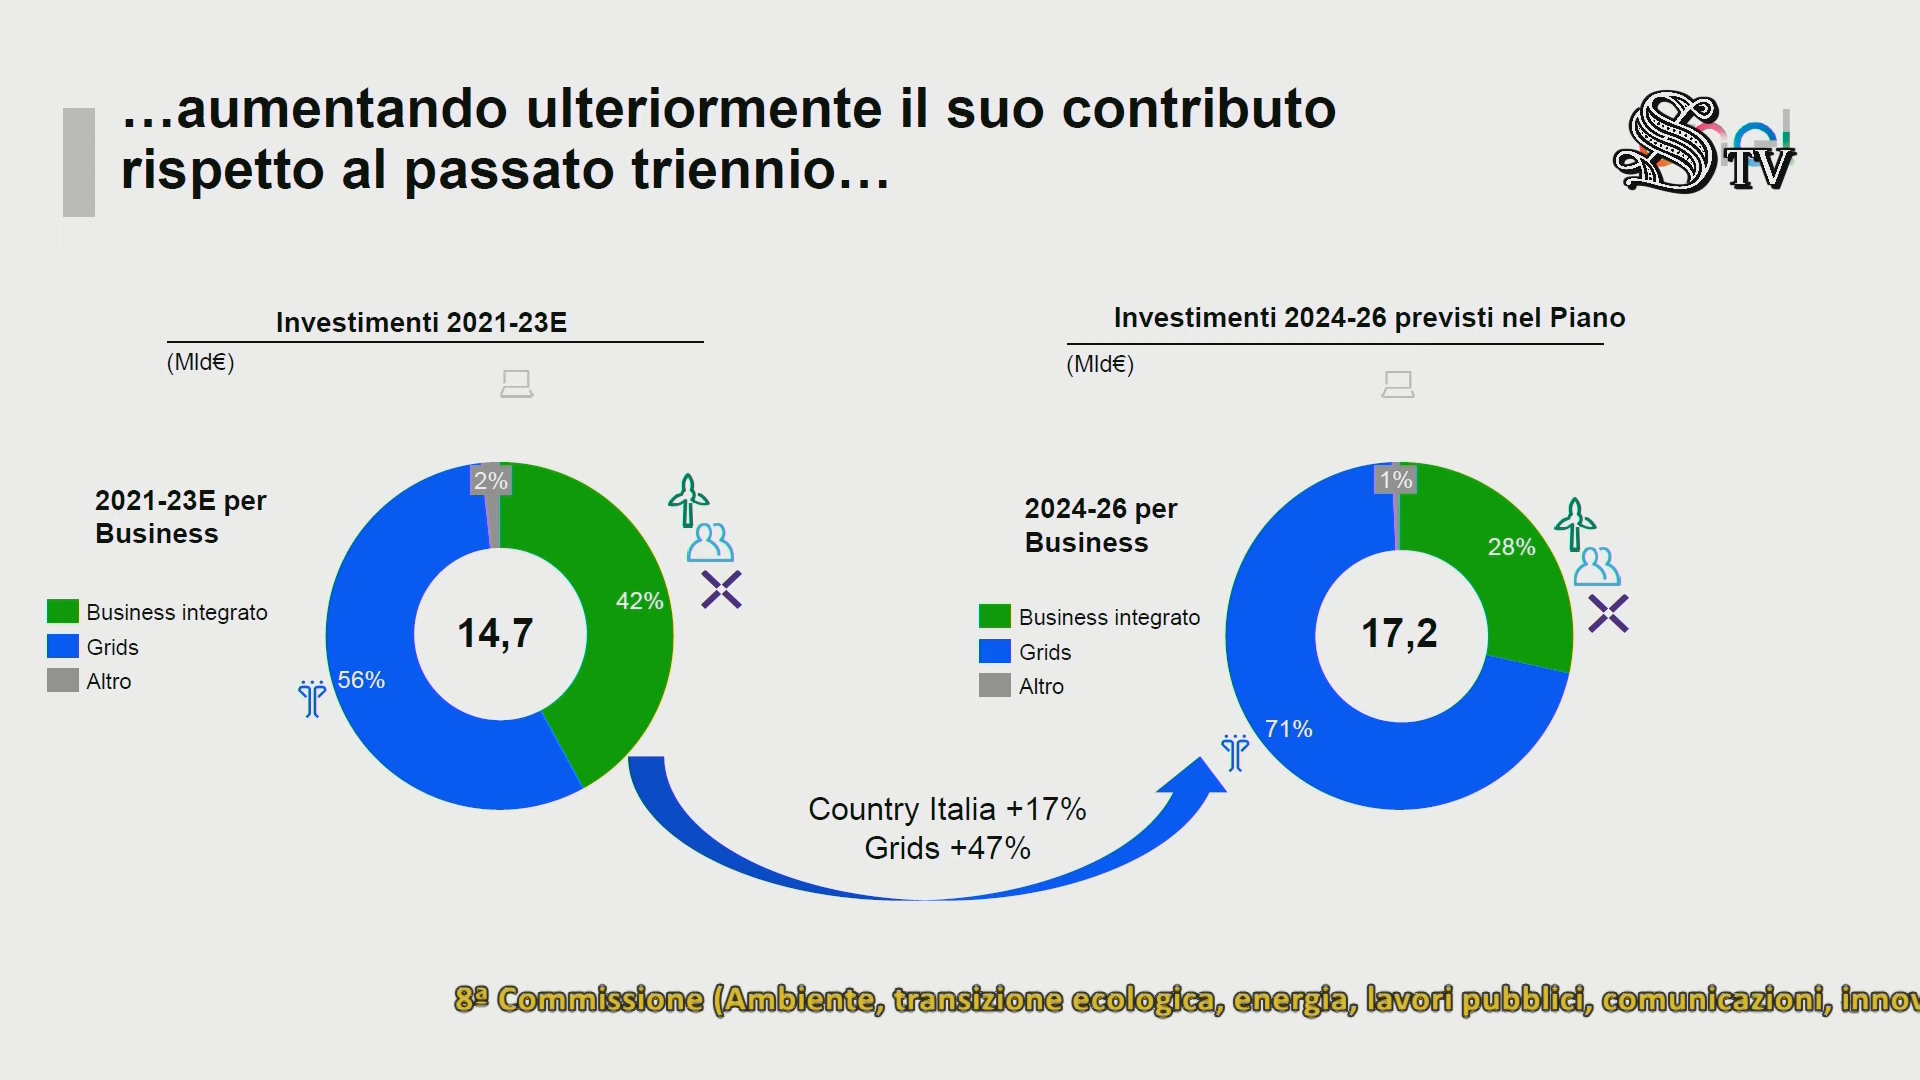 …aumentando ulteriormente il suo contributo
rispetto al passato triennio…
S TV
Investimenti 2021-23E
(Mld€)
2021-23E per
Business
Business integrato
Grids
Altro
2%
42%
14,7
56%
Investimenti 2024-26 previsti nel Piano
(Mld€)
2024-26 per
Business
Business integrato
Grids
Altro
1%
28%
17,2
71%
Country Italia +17%
Grids +47%
8ª Commissione (Ambiente, transizione ecologica, energia, lavori pubblici, comunicazioni, innov